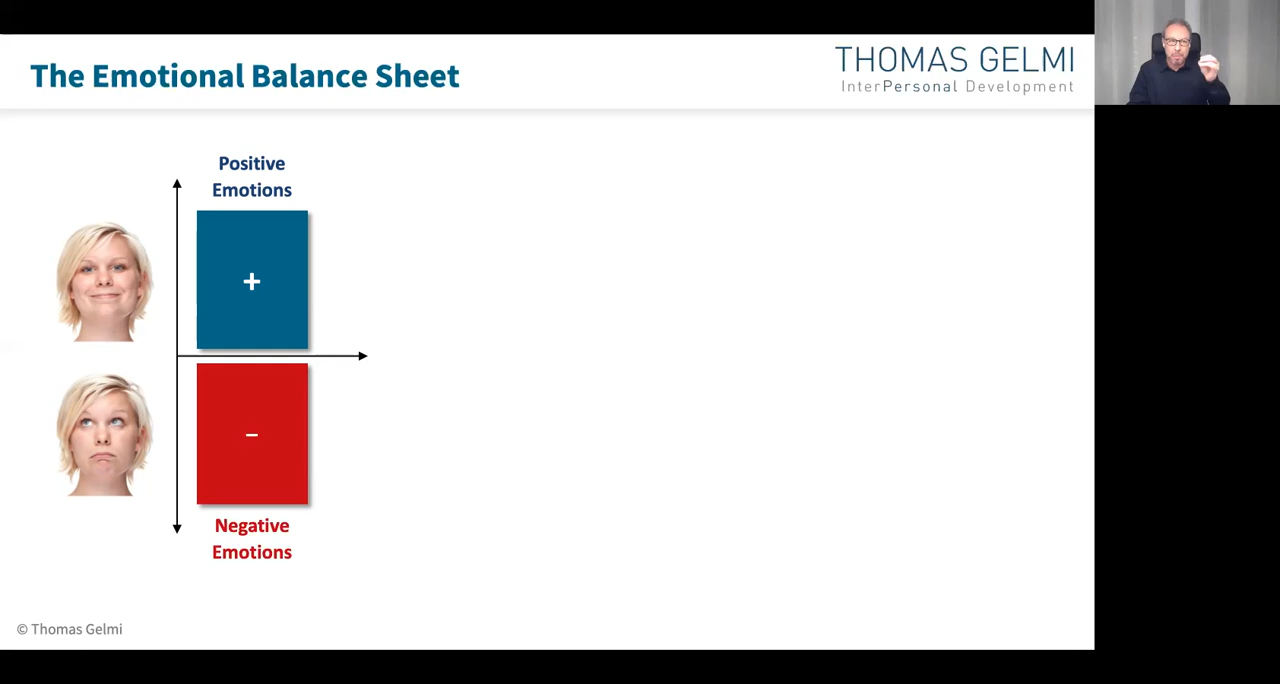 The Emotional Balance Sheet
THOMAS GELMI
InterPersonal Development
Positive
Emotions
+
–
Negative
Emotions
© Thomas Gelmi